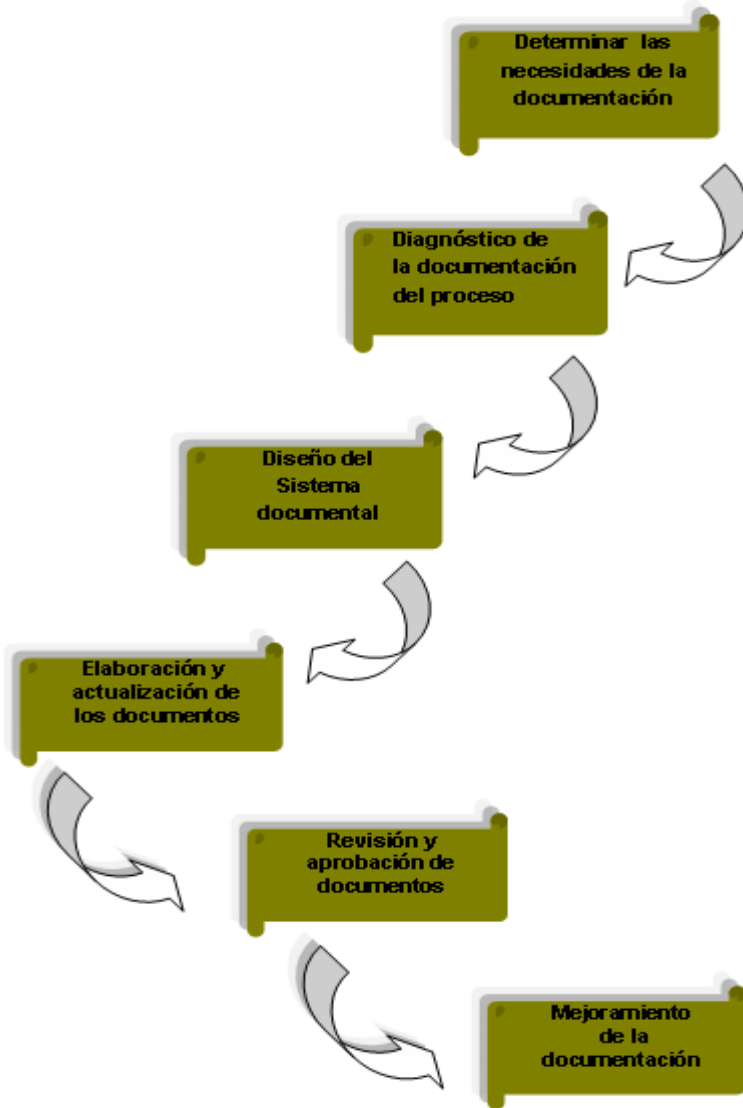 Determinar las
necesidades de la
documentación
Diagnóstico de
la documentación
del proceso
Diseño del
Sistema
documental
Elaboración y
actualización de
los documentos
Revisión y
aprobación de
documentos
Mejoramiento
de la
documentación